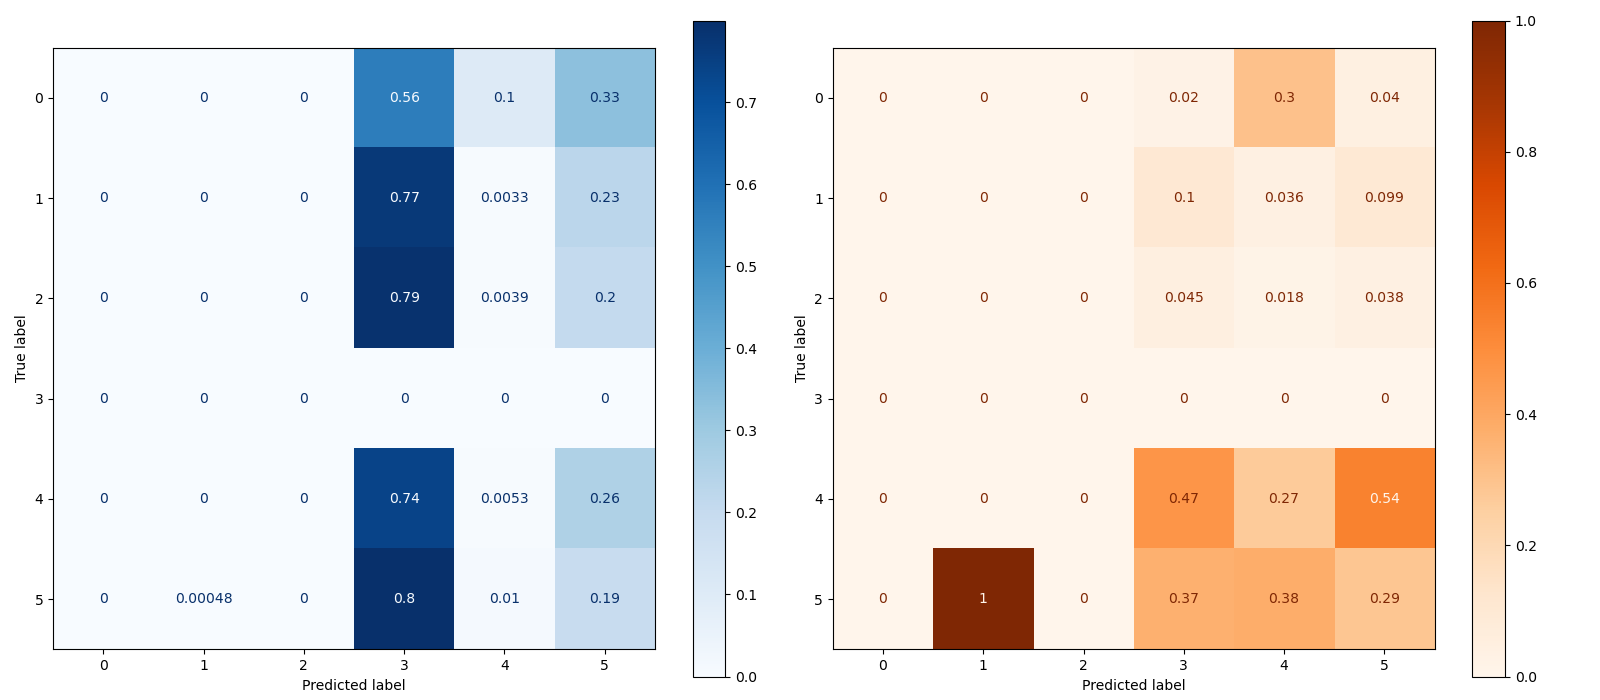 0 0 0 0 0.56 0.1 0.33
1 0 0 0 0.77 0.0033 0.23
2 0 0 0 0.79 0.0039 0.2
3 0 0 0 0 0 0
4 0 0 0 0.74 0.0053 0.26
5 0 0.00048 0 0.8 0.01 0.19
0 1 2 3 4 5
True label
Predicted label
0.7
0.6
0.5
0.4
0.3
0.2
0.1
0.0
0 0 0 0 0.02 0.3 0.04
1 0 0 0 0.1 0.036 0.099
2 0 0 0 0.045 0.018 0.038
3 0 0 0 0 0 0
4 0 0 0 0.47 0.27 0.54
5 0 1 0 0.37 0.38 0.29
0 1 2 3 4 5
True label
Predicted label
1.0
0.8
0.6
0.4
0.2
0.0